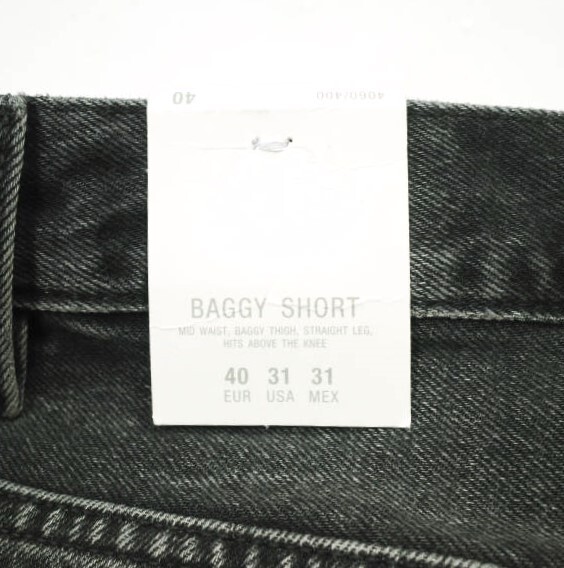 40 4060/400
BAGGY SHORT
MID WAIST, BAGGY THIGH, STRAIGHT LEG,
HITS ABOVE THE KNEE
40 31 31
EUR USA MEX